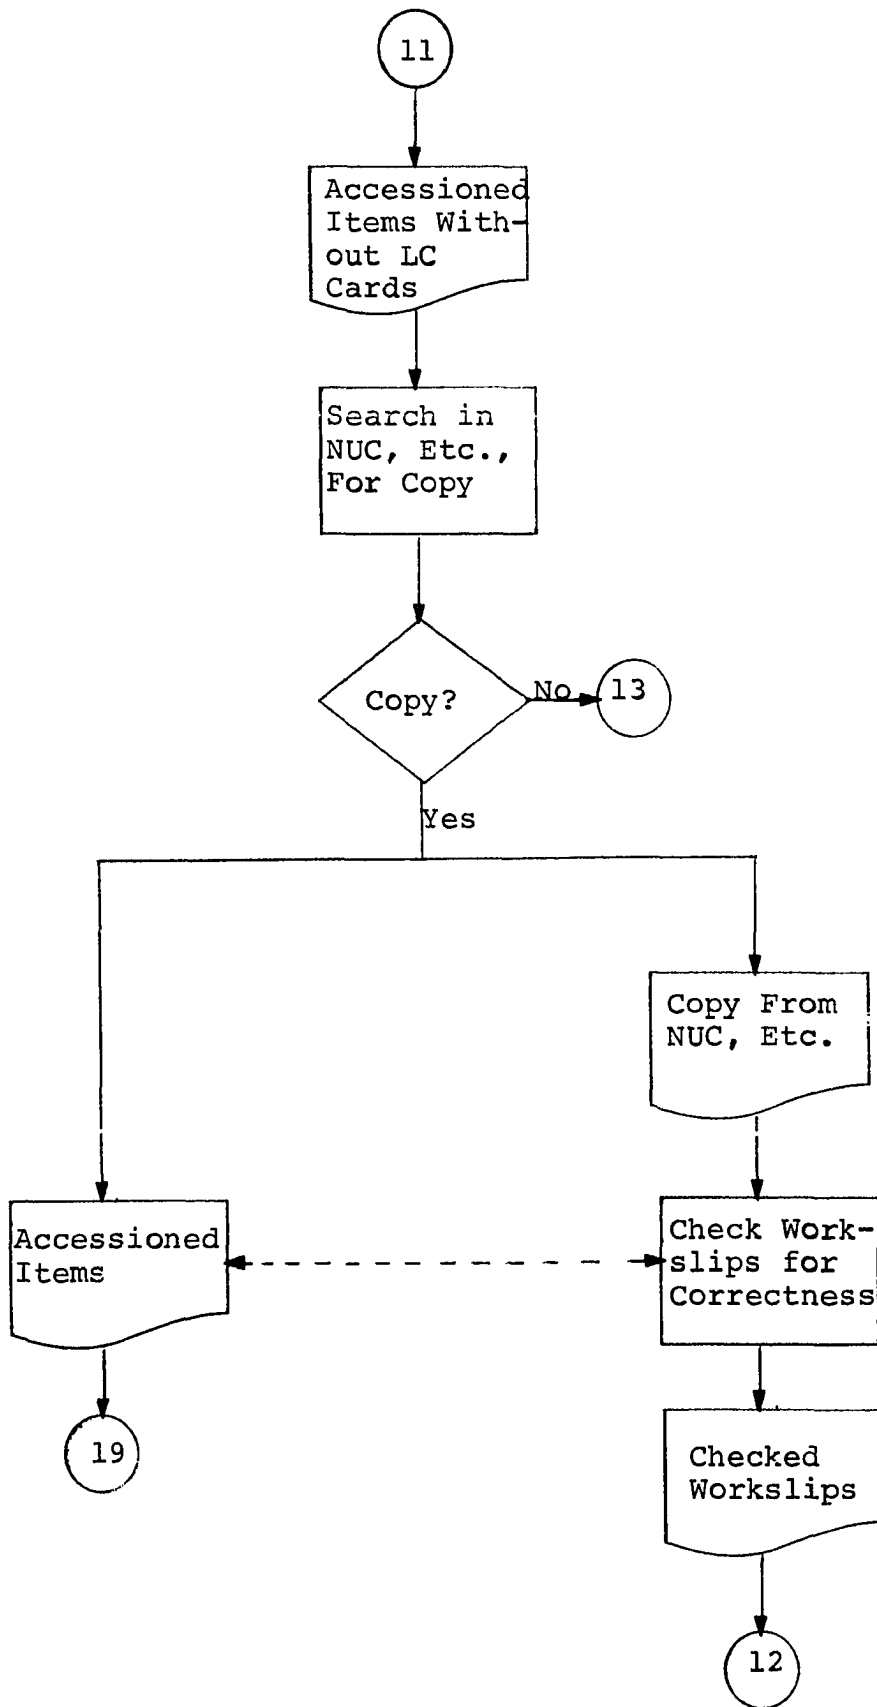 11
Accessioned
Items With-
out LC
Cards
Search in
NUC, Etc.,
For Copy
Copy?
No
13
Yes
Copy From
NUC, Etc.
Accessioned
Items
Check Work-
slips for
Correctness
19
Checked
Workslips
12